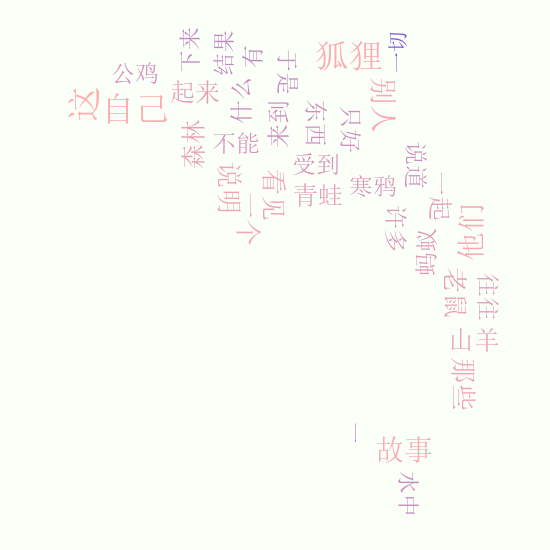 一切
狐狸
下来
结果
有
于是
公鸡
起来
什么
别人
这
自己
来到
东西
只好
森林
不能
受到
说道
说明
看见
青蛙
寒鸦
一起
一个
许多
他们
老鼠
往往
山羊
那些
一
故事
水中